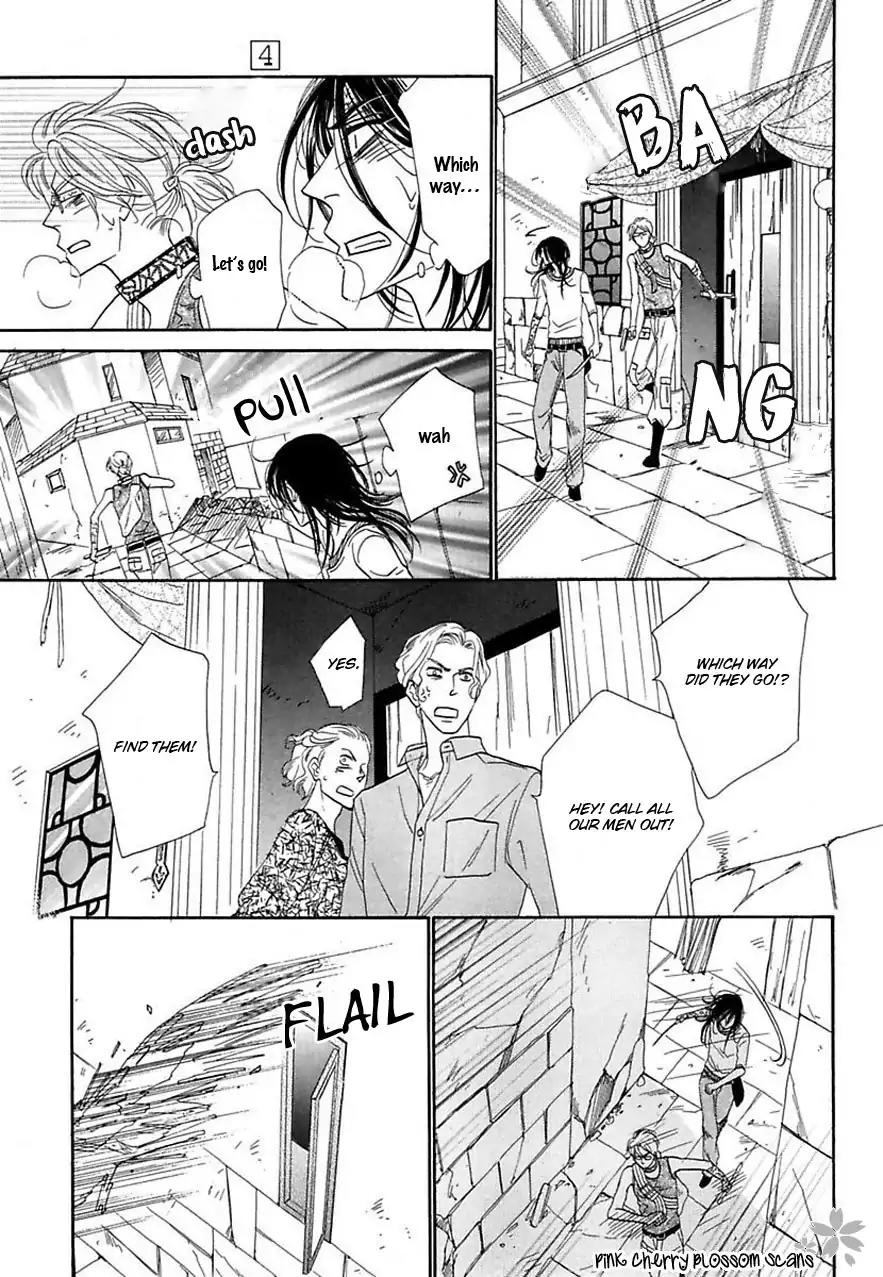 4
BA
NG
Which
way...
dash
Let's go!
wah
pull
WHICH WAY
DID THEY GO!?
HEY! CALL ALL
OUR MEN OUT!
YES.
FIND THEM!
FLAIL
Pink Cherry Blossom Scans